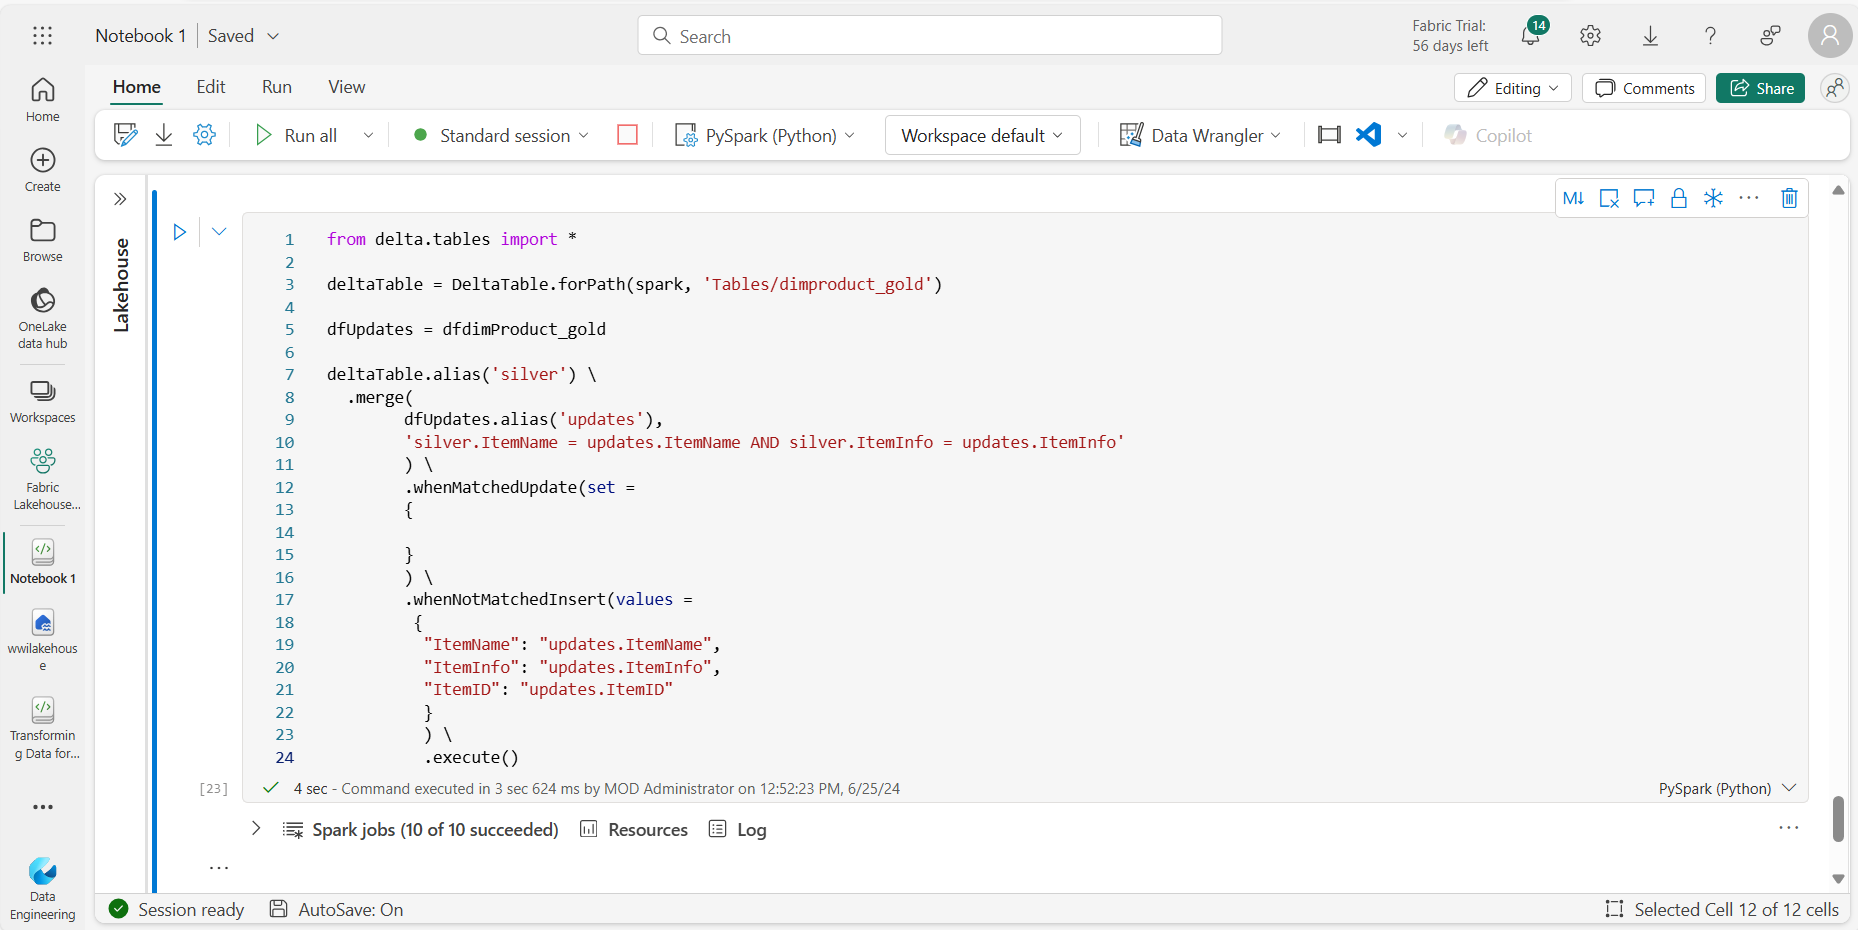 Notebook 1 Saved
Search
Fabric Trial:
56 days left
14
Home Edit Run View
Editing Comments Share
Run all Standard session PySpark (Python) Workspace default Data Wrangler Copilot
Home
Create
Browse
OneLake
data hub
Workspaces
Fabric
Lakehouse...
Notebook 1
wwilakehous
e
Transformin
g Data for...
Data
Engineering
Lakehouse
M↓
1 from delta.tables import *
2
3 deltaTable = DeltaTable.forPath(spark, 'Tables/dimproduct_gold')
4
5 dfUpdates = dfdimProduct_gold
6
7 deltaTable.alias('silver') \
8 .merge(
9 dfUpdates.alias('updates'),
10 'silver.ItemName = updates.ItemName AND silver.ItemInfo = updates.ItemInfo'
11 ) \
12 .whenMatchedUpdate(set =
13 {
14
15 }
16 ) \
17 .whenNotMatchedInsert(values =
18 {
19 "ItemName": "updates.ItemName",
20 "ItemInfo": "updates.ItemInfo",
21 "ItemID": "updates.ItemID"
22 }
23 ) \
24 .execute()
[23] 4 sec - Command executed in 3 sec 624 ms by MOD Administrator on 12:52:23 PM, 6/25/24 PySpark (Python)
Spark jobs (10 of 10 succeeded) Resources Log
Session ready AutoSave: On Selected Cell 12 of 12 cells